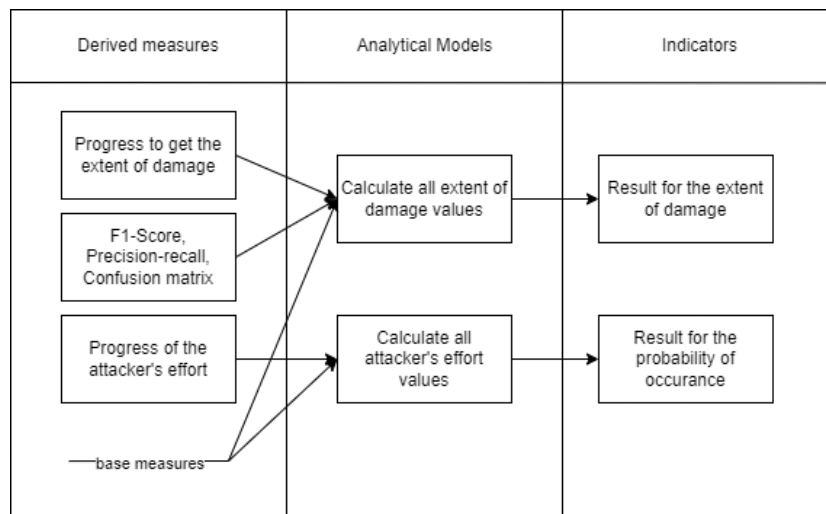 Derived measures
Analytical Models
Indicators
Progress to get the
extent of damage
Calculate all extent of
damage values
Result for the extent
of damage
F1-Score,
Precision-recall,
Confusion matrix
Progress of the
attacker's effort
Calculate all
attacker's effort
values
Result for the
probability of
occurance
base measures